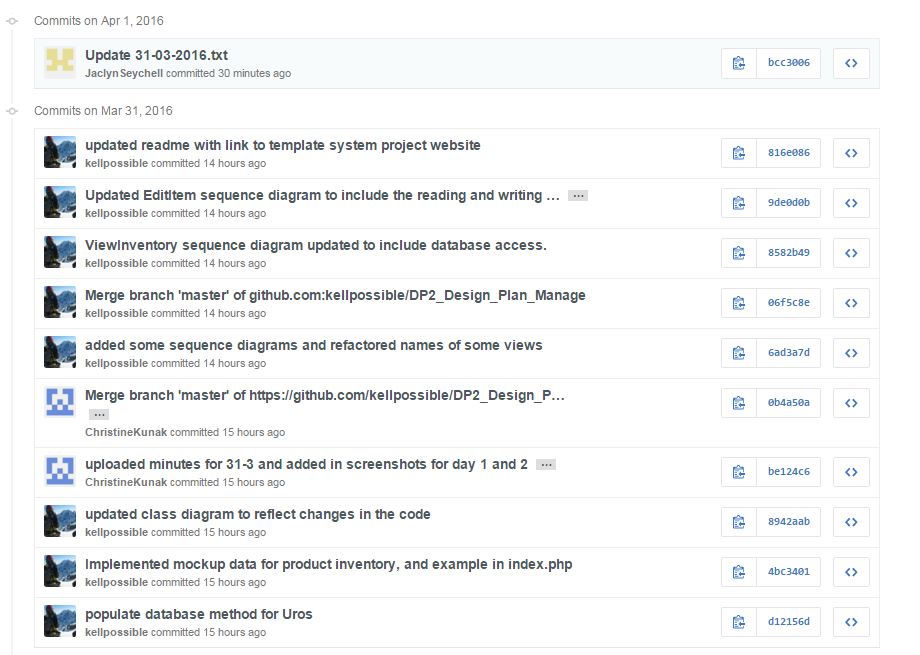 Commits on Apr 1, 2016
Update 31-03-2016.txt
JaclynSeychell committed 30 minutes ago
bcc3006
Commits on Mar 31, 2016
updated readme with link to template system project website
kellpossible committed 14 hours ago
816e086
Updated EditItem sequence diagram to include the reading and writing … …
kellpossible committed 14 hours ago
9de0d0b
ViewInventory sequence diagram updated to include database access.
kellpossible committed 14 hours ago
8582b49
Merge branch 'master' of github.com:kellpossible/DP2_Design_Plan_Manage
kellpossible committed 14 hours ago
06f5c8e
added some sequence diagrams and refactored names of some views
kellpossible committed 14 hours ago
6ad3a7d
Merge branch 'master' of https://github.com/kellpossible/DP2_Design_P…
…
ChristineKunak committed 15 hours ago
0b4a50a
uploaded minutes for 31-3 and added in screenshots for day 1 and 2 …
ChristineKunak committed 15 hours ago
be124c6
updated class diagram to reflect changes in the code
kellpossible committed 15 hours ago
8942aab
Implemented mockup data for product inventory, and example in index.php
kellpossible committed 15 hours ago
4bc3401
populate database method for Uros
kellpossible committed 15 hours ago
d12156d